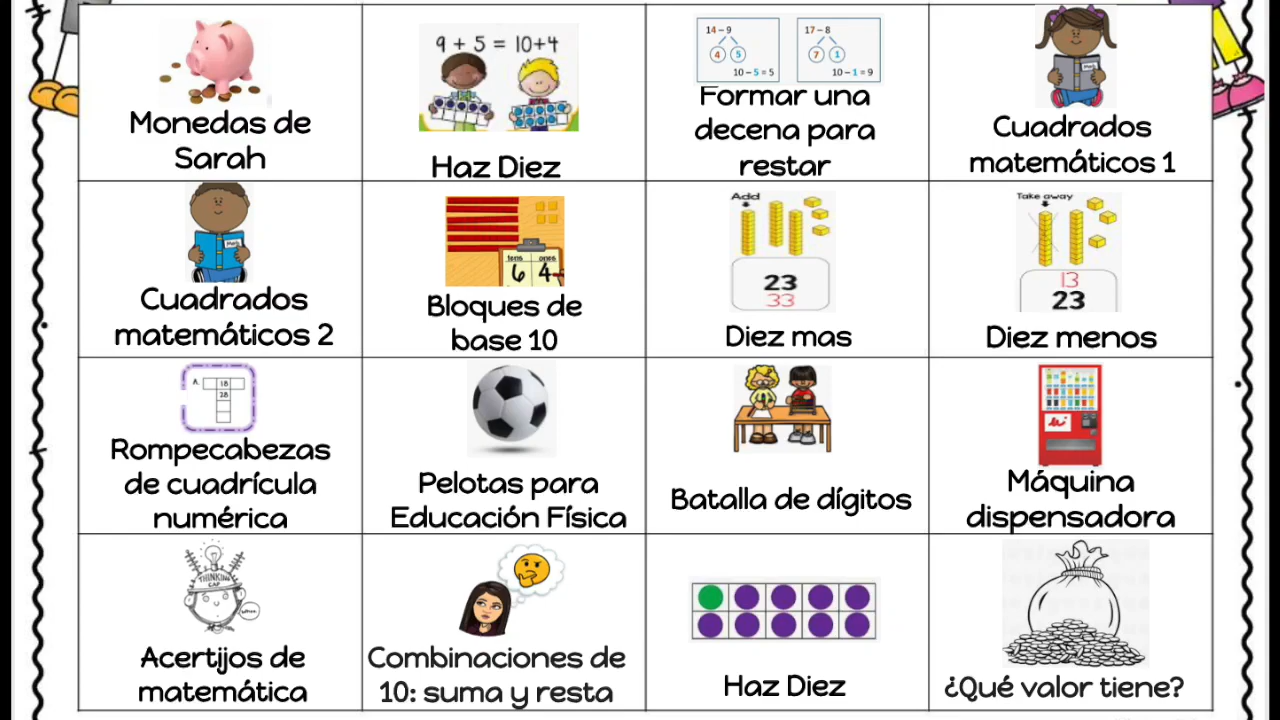 9 + 5 = 10+4
14 – 9
4 5
10 – 5 = 5
17 – 8
7 1
10 – 1 = 9
Math
Monedas de
Sarah
Haz Diez
Formar una
decena para
restar
Cuadrados
matemáticos 1
Math
tens ones
6 4
Add
23
33
Take away
13
23
Cuadrados
matemáticos 2
Bloques de
base 10
Diez mas
Diez menos
A. 18
28
Rompecabezas
de cuadrícula
numérica
Pelotas para
Educación Física
Batalla de dígitos
Máquina
dispensadora
THINKING
CAP
Acertijos de
matemática
Combinaciones de
10: suma y resta
Haz Diez
¿Qué valor tiene?